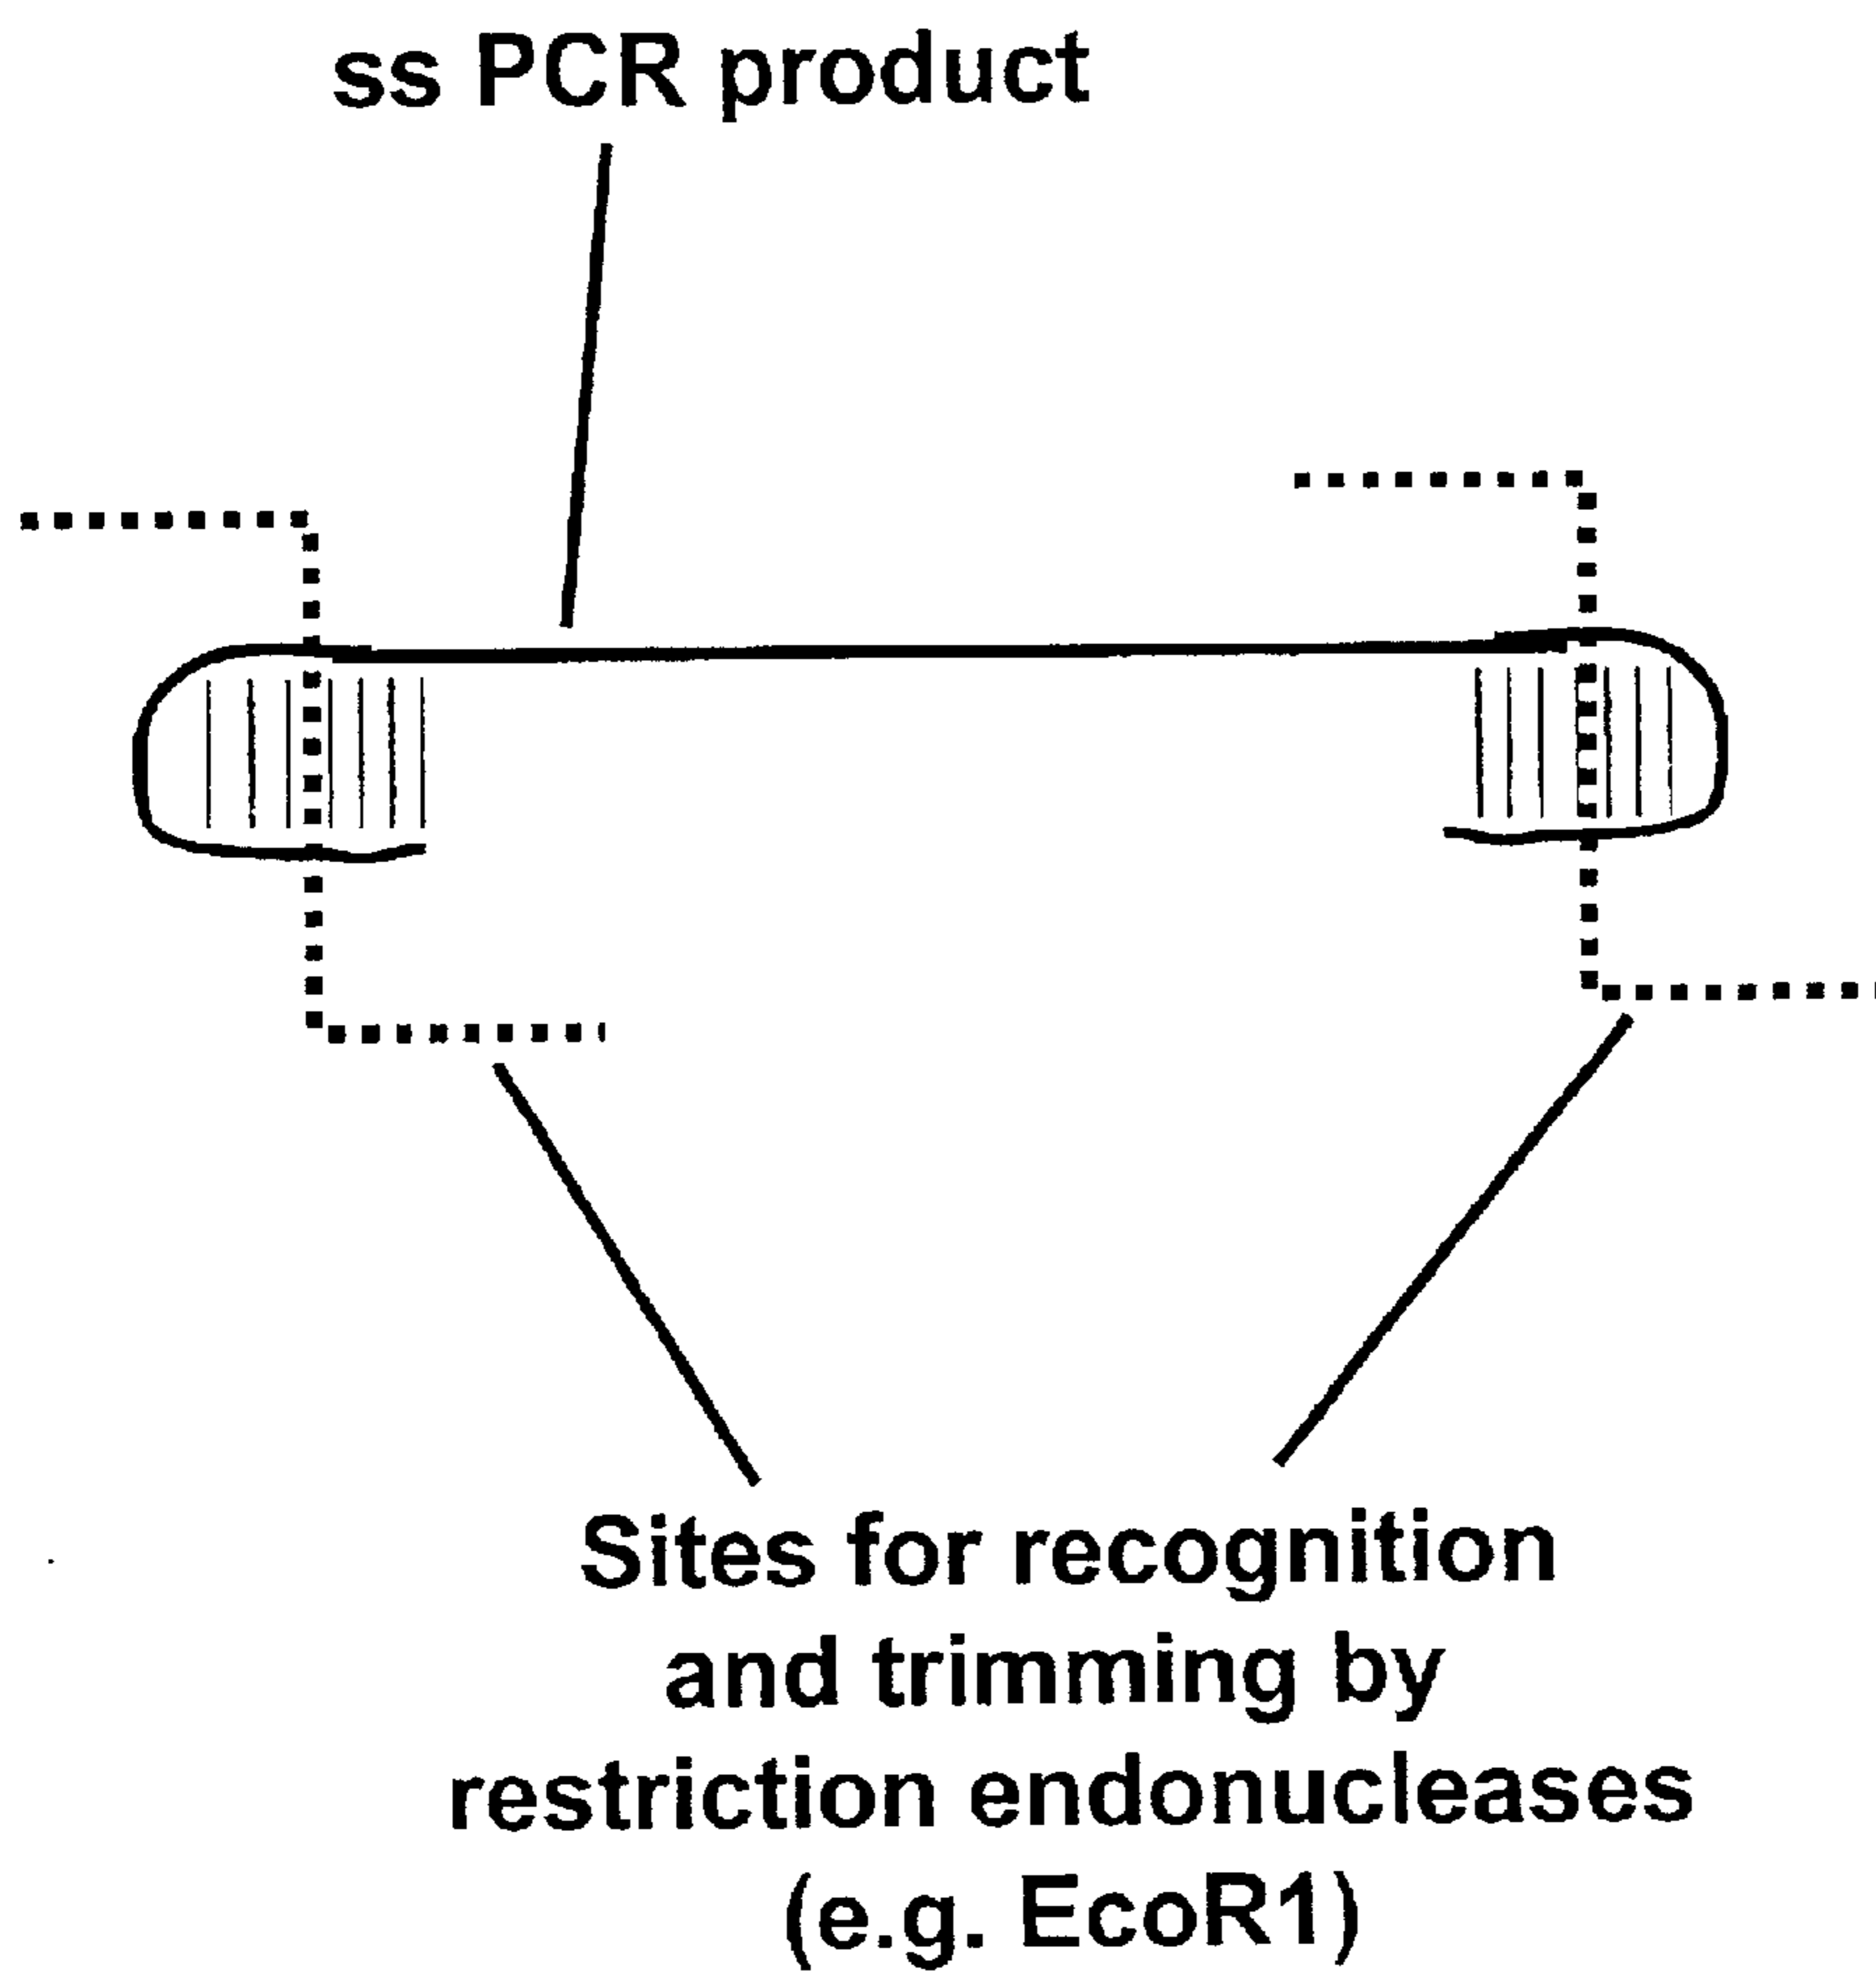 ss PCR product
Sites for recognition
and trimming by
restriction endonucleases
(e.g. EcoR1)